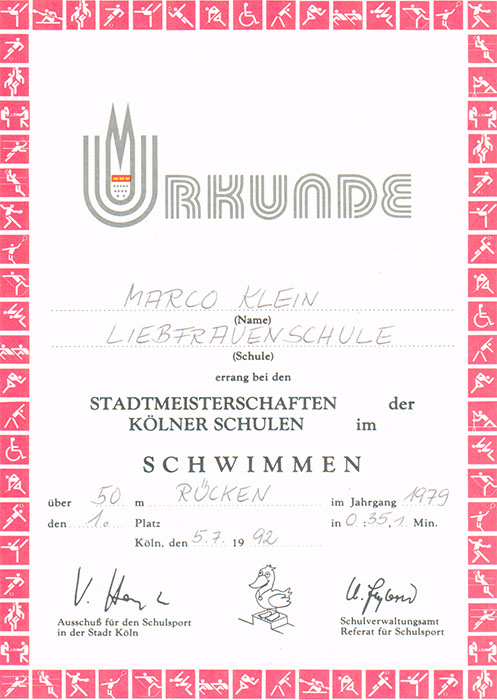 URKUNDE
MARCO KLEIN
(Name)
LIEBFRAUENSCHULE
(Schule)
errang bei den
STADTMEISTERSCHAFTEN der
KÖLNER SCHULEN im
SCHWIMMEN
über 50 m RÜCKEN im Jahrgang 1979
den 1. Platz in 0:35,1 Min.
Köln, den 5.7. 1992
Ausschuß für den Schulsport
in der Stadt Köln
Schulverwaltungsamt
Referat für Schulsport